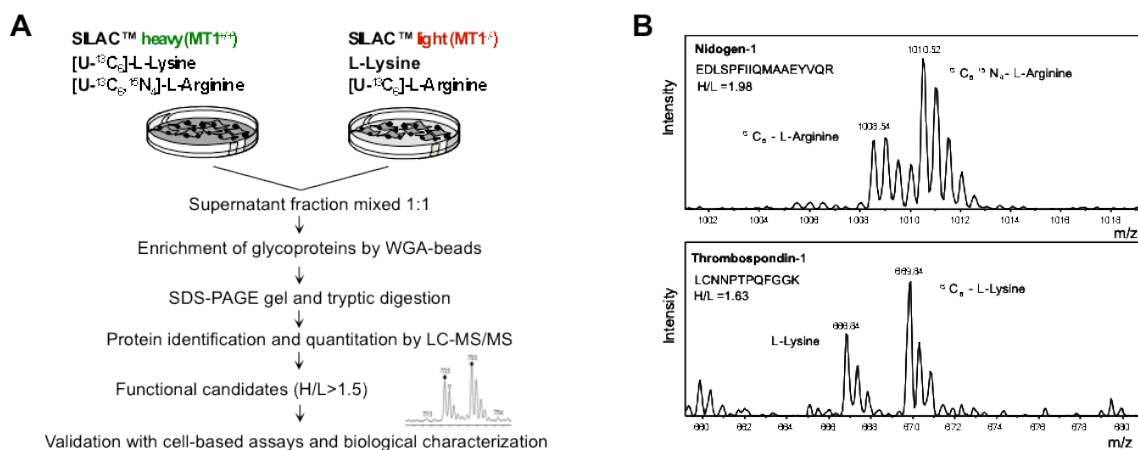 A
SILAC™ heavy (MT1+/+)
[U-¹³C₆]-L-Lysine
[U-¹³C₆,¹⁵N₄]-L-Arginine
SILAC™ light (MT1-/-)
L-Lysine
[U-¹³C₆]-L-Arginine
Supernatant fraction mixed 1:1
Enrichment of glycoproteins by WGA-beads
SDS-PAGE gel and tryptic digestion
Protein identification and quantitation by LC-MS/MS
Functional candidates (H/L>1.5)
Validation with cell-based assays and biological characterization
B
Nidogen-1
EDLSPFIIQMAAEYVQR
H/L =1.98
1010.52
C₆ ¹⁵N₄- L-Arginine
1008.54
C₆ - L-Arginine
Intensity
1002 1004 1006 1008 1010 1012 1014 1016 1018
m/z
Thrombospondin-1
LCNNPTPQFGGK
H/L =1.63
669.84
C₆ - L-Lysine
666.84
L-Lysine
Intensity
660 662 664 666 668 670 672 674 676 678 680
m/z